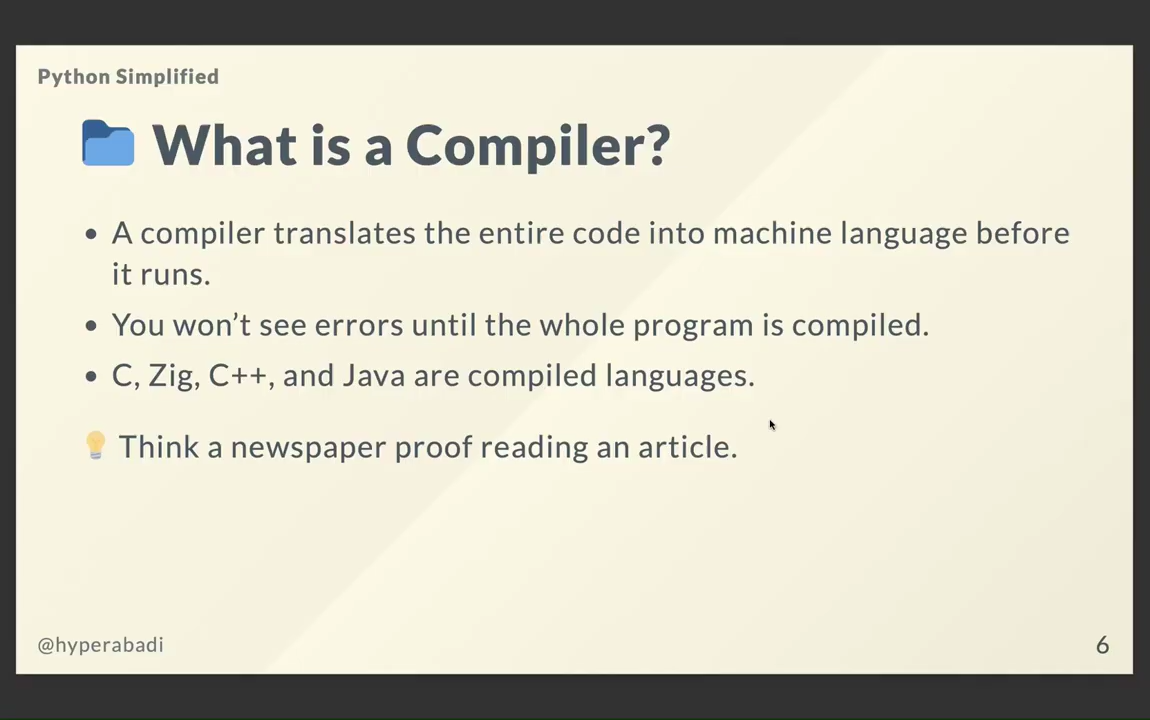 Python Simplified
What is a Compiler?
A compiler translates the entire code into machine language before
it runs.
You won’t see errors until the whole program is compiled.
C, Zig, C++, and Java are compiled languages.
Think a newspaper proof reading an article.
@hyperabadi
6